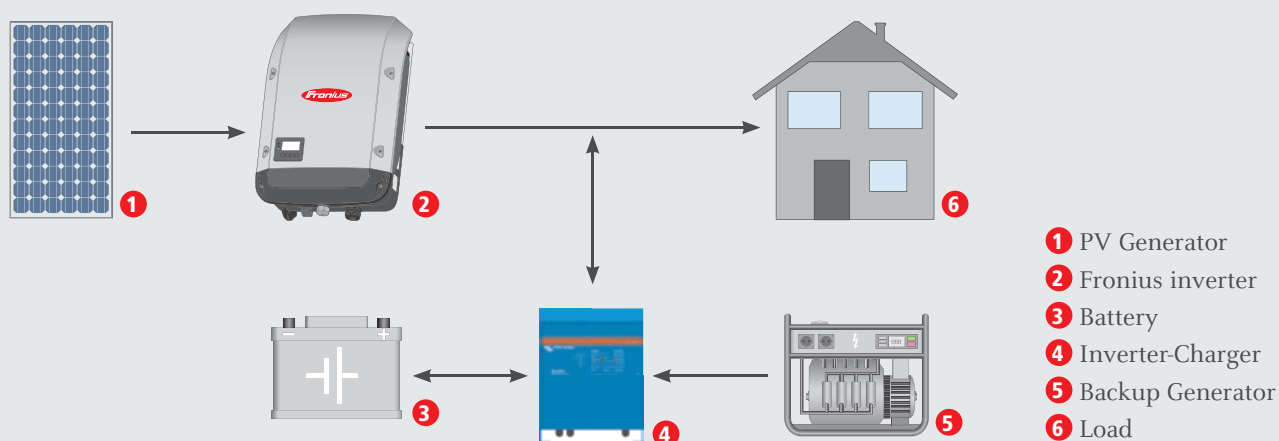 Fronius
1
2
6
1 PV Generator
2 Fronius inverter
3 Battery
4 Inverter-Charger
5 Backup Generator
6 Load
- +
3
4
5